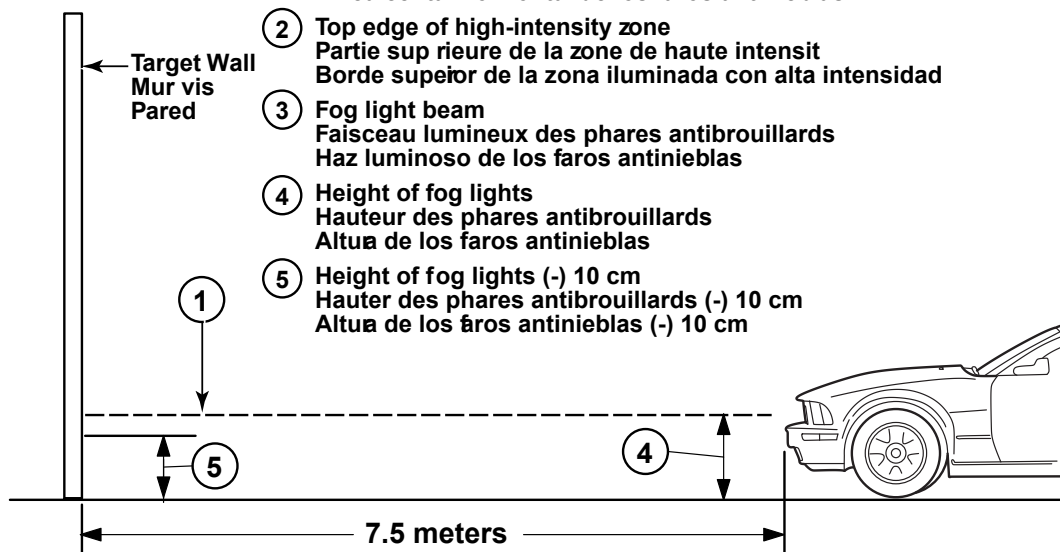 2 Top edge of high-intensity zone
Partie sup rieure de la zone de haute intensit
Borde superior de la zona iluminada con alta intensidad
Target Wall
Mur vis
Pared
3 Fog light beam
Faisceau lumineux des phares antibrouillards
Haz luminoso de los faros antinieblas
4 Height of fog lights
Hauteur des phares antibrouillards
Altura de los faros antinieblas
5 Height of fog lights (-) 10 cm
Hauter des phares antibrouillards (-) 10 cm
Altura de los faros antinieblas (-) 10 cm
1
5
4
7.5 meters